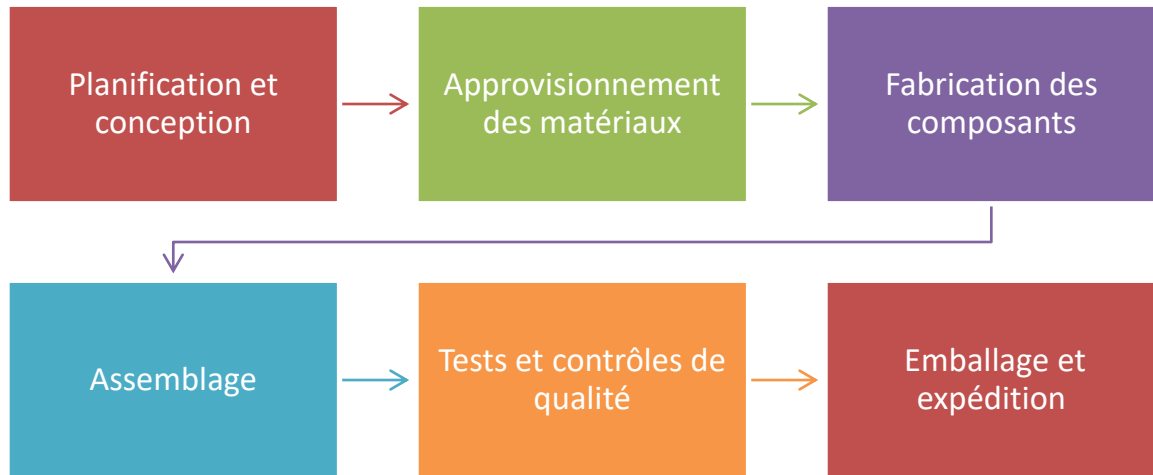 Planification et
conception
Approvisionnement
des matériaux
Fabrication des
composants
Assemblage
Tests et contrôles de
qualité
Emballage et
expédition